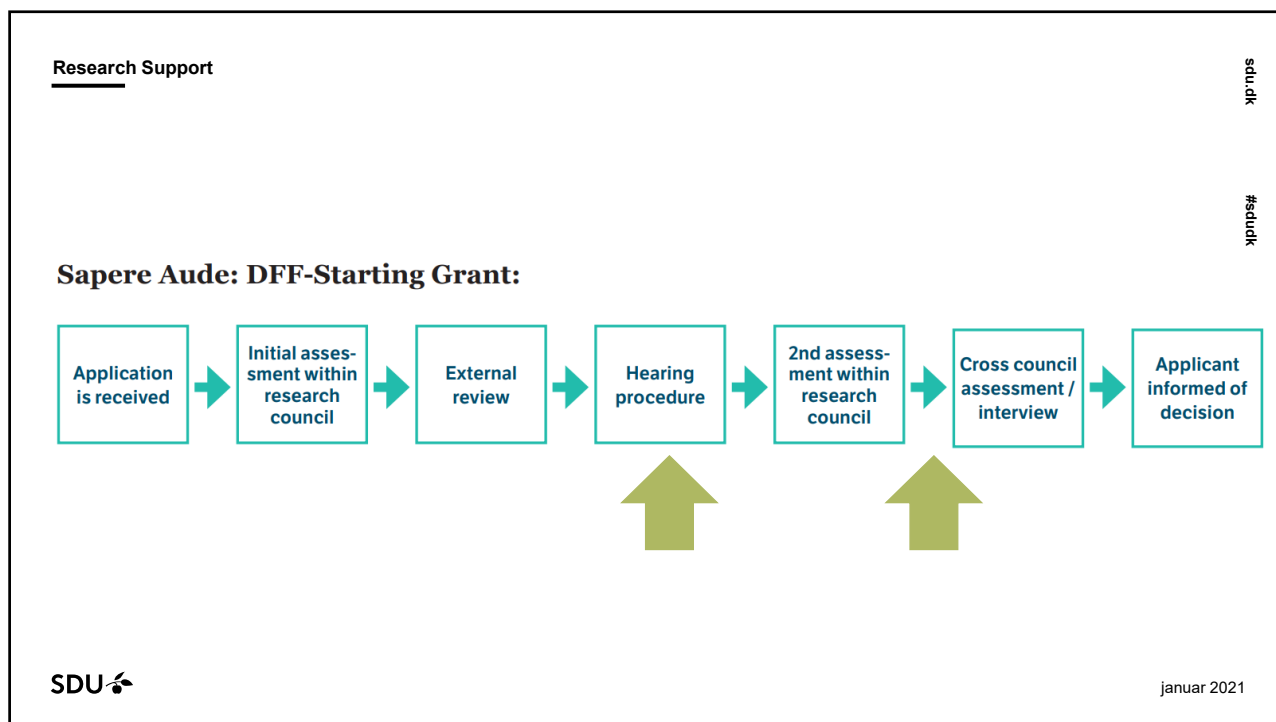 Research Support
sdu.dk
#sdudk
Sapere Aude: DFF-Starting Grant:
Application
is received
Initial asses-
sment within
research
council
External
review
Hearing
procedure
2nd assess-
ment within
research
council
Cross council
assessment /
interview
Applicant
informed of
decision
SDU
januar 2021